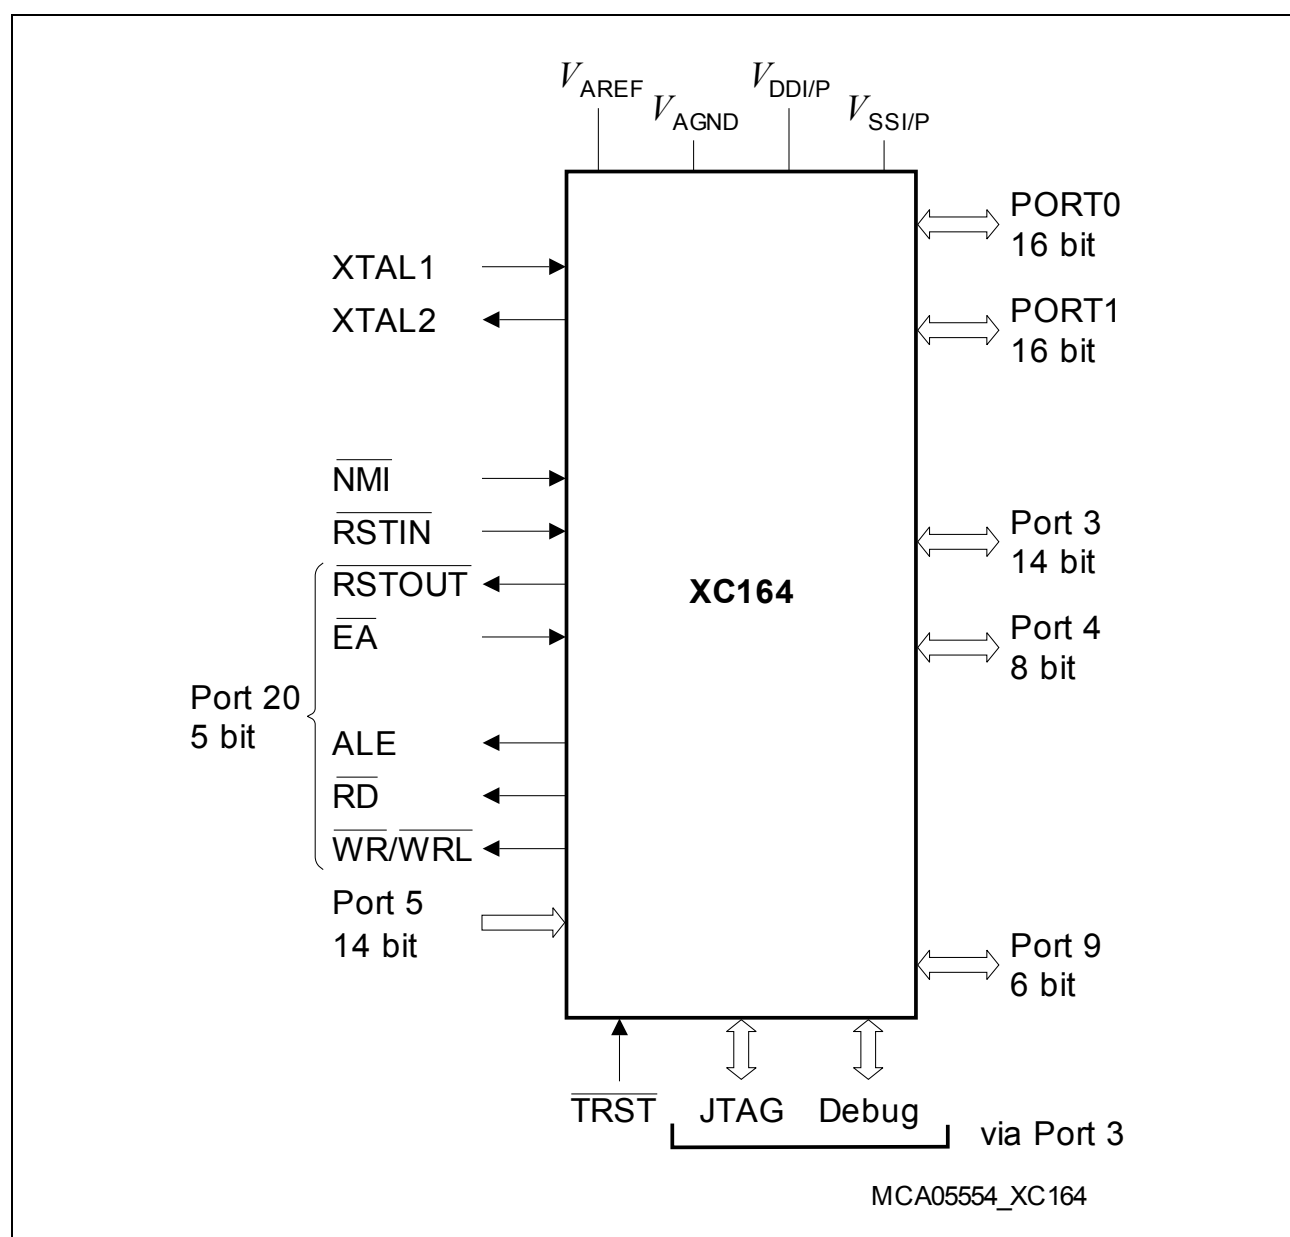 VAREF
VAGND
VDDI/P
VSSI/P
XTAL1
XTAL2
NMI
RSTIN
RSTOUT
EA
Port 20
5 bit
ALE
RD
WR/WRL
Port 5
14 bit
XC164
PORT0
16 bit
PORT1
16 bit
Port 3
14 bit
Port 4
8 bit
Port 9
6 bit
TRST
JTAG
Debug
via Port 3
MCA05554_XC164